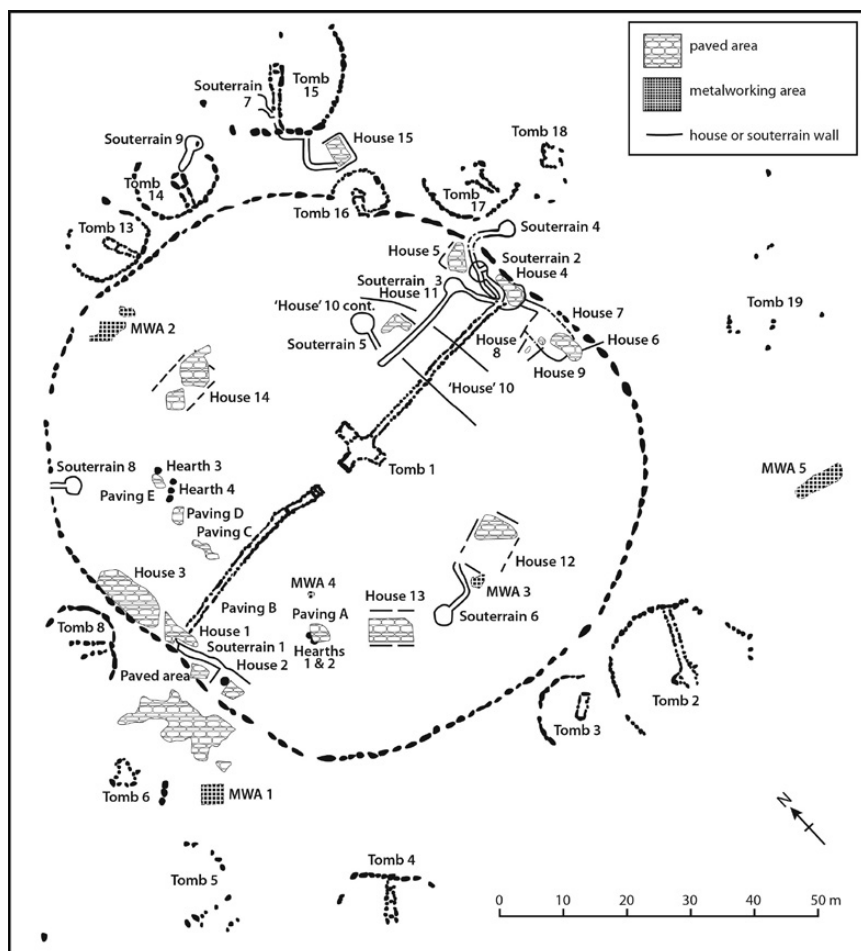 paved area
metalworking area
house or souterrain wall
Souterrain
7
Tomb
15
Souterrain 9
House 15
Tomb 18
Tomb
14
Tomb
17
Tomb 13
Tomb 16
Souterrain 4
House 5
Souterrain 2
House 4
Souterrain 3
House 11
'House' 10 cont.
House 7
Tomb 19
MWA 2
Souterrain 5
House
8
House 6
House 9
House 14
'House' 10
Tomb 1
MWA 5
Souterrain 8
Hearth 3
Hearth 4
Paving E
Paving D
Paving C
House 12
House 3
MWA 4
MWA 3
Paving B
Paving A
House 13
Souterrain 6
Tomb 8
House 1
Souterrain 1
House 2
Hearths
1 & 2
Paved area
Tomb 2
Tomb 3
Tomb 6
MWA 1
N
Tomb 4
Tomb 5
0 10 20 30 40 50 m